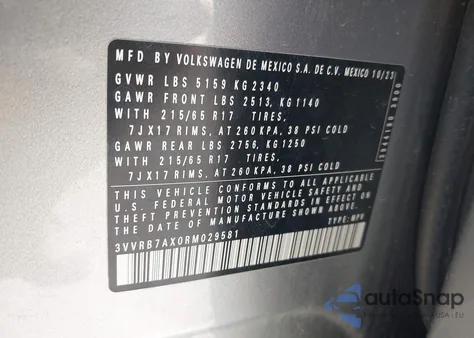 MFD BY VOLKSWAGEN DE MEXICO S.A. DE C.V. MEXICO 10/23
GVWR LBS 5159 KG 2340
GAWR FRONT LBS 2513, KG 1140
WITH 215/65 R17 TIRES,
7JX17 RIMS, AT 260 KPA, 38 PSI COLD
GAWR REAR LBS 2756, KG 1250
WITH 215/65 R17 TIRES,
7JX17 RIMS, AT 260 KPA, 38 PSI COLD
THIS VEHICLE CONFORMS TO ALL APPLICABLE
U.S. FEDERAL MOTOR VEHICLE SAFETY AND
THEFT PREVENTION STANDARDS IN EFFECT ON
THE DATE OF MANUFACTURE SHOWN ABOVE.
3VVRB7AX0RM029581
TYPE: MPV
autoSnap